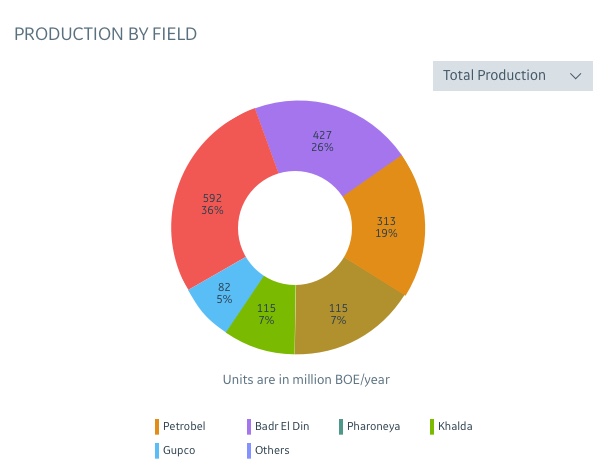 PRODUCTION BY FIELD
Total Production
427
26%
592
36%
313
19%
82
5%
115
7%
115
7%
Units are in million BOE/year
Petrobel
Badr El Din
Pharoneya
Khalda
Gupco
Others